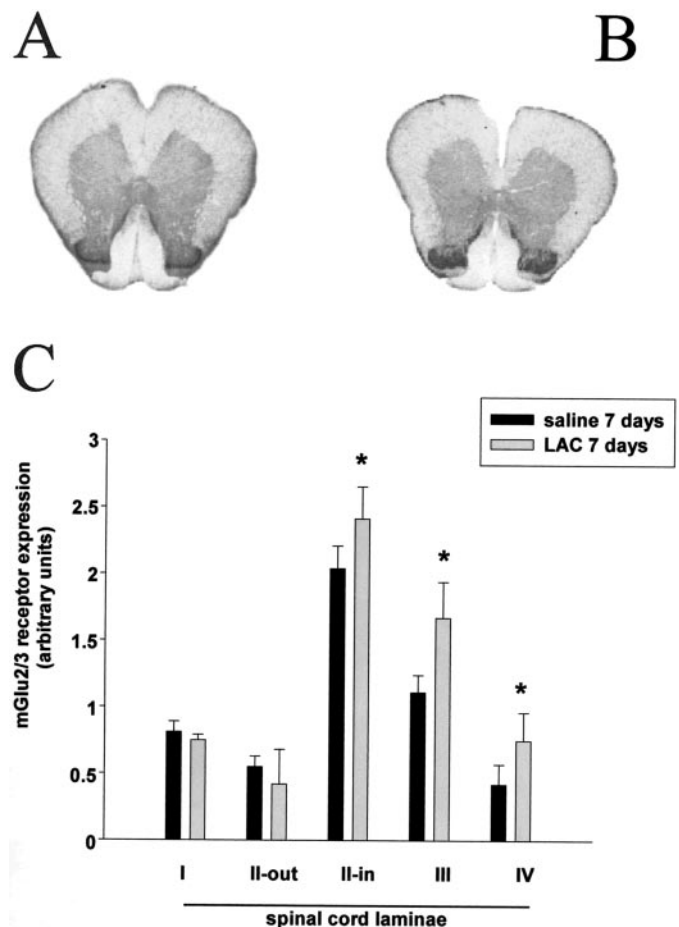 A
B
C
saline 7 days
LAC 7 days
mGlu2/3 receptor expression
(arbitrary units)
3
2.5
2
1.5
1
0.5
0
*
*
*
I
II-out
II-in
III
IV
spinal cord laminae